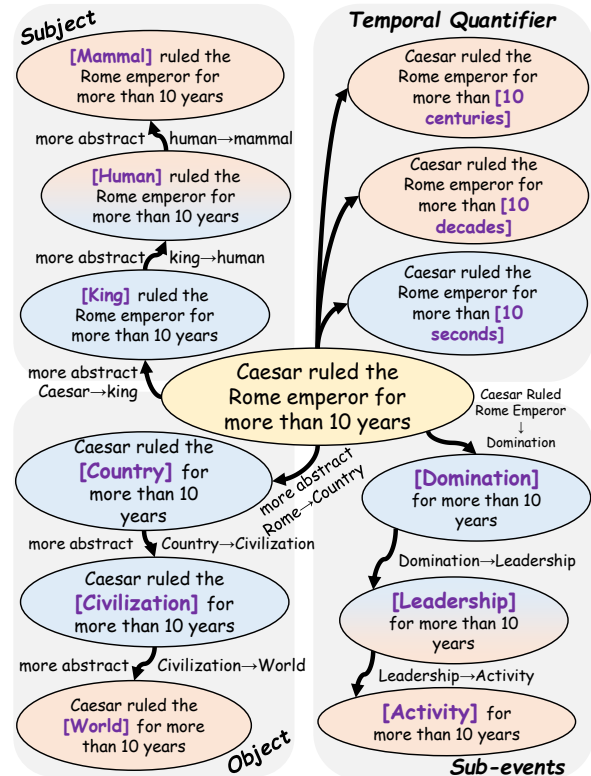 Subject
[Mammal] ruled the
Rome emperor for
more than 10 years
more abstract
human→mammal
[Human] ruled the
Rome emperor for
more than 10 years
more abstract
king→human
[King] ruled the
Rome emperor for
more than 10 years
more abstract
Caesar→king
Temporal Quantifier
Caesar ruled the
Rome emperor for
more than [10
centuries]
Caesar ruled the
Rome emperor for
more than [10
decades]
Caesar ruled the
Rome emperor for
more than [10
seconds]
Caesar ruled the
Rome emperor for
more than 10 years
Caesar ruled the
[Country] for
more than 10
years
more abstract
Rome→Country
more abstract
Country→Civilization
Caesar ruled the
[Civilization] for
more than 10 years
more abstract
Civilization→World
Caesar ruled the
[World] for more
than 10 years
Object
Caesar Ruled
Rome Emperor
↓
Domination
[Domination]
for more than 10
years
Domination→Leadership
[Leadership]
for more than 10
years
Leadership→Activity
[Activity] for
more than 10 years
Sub-events